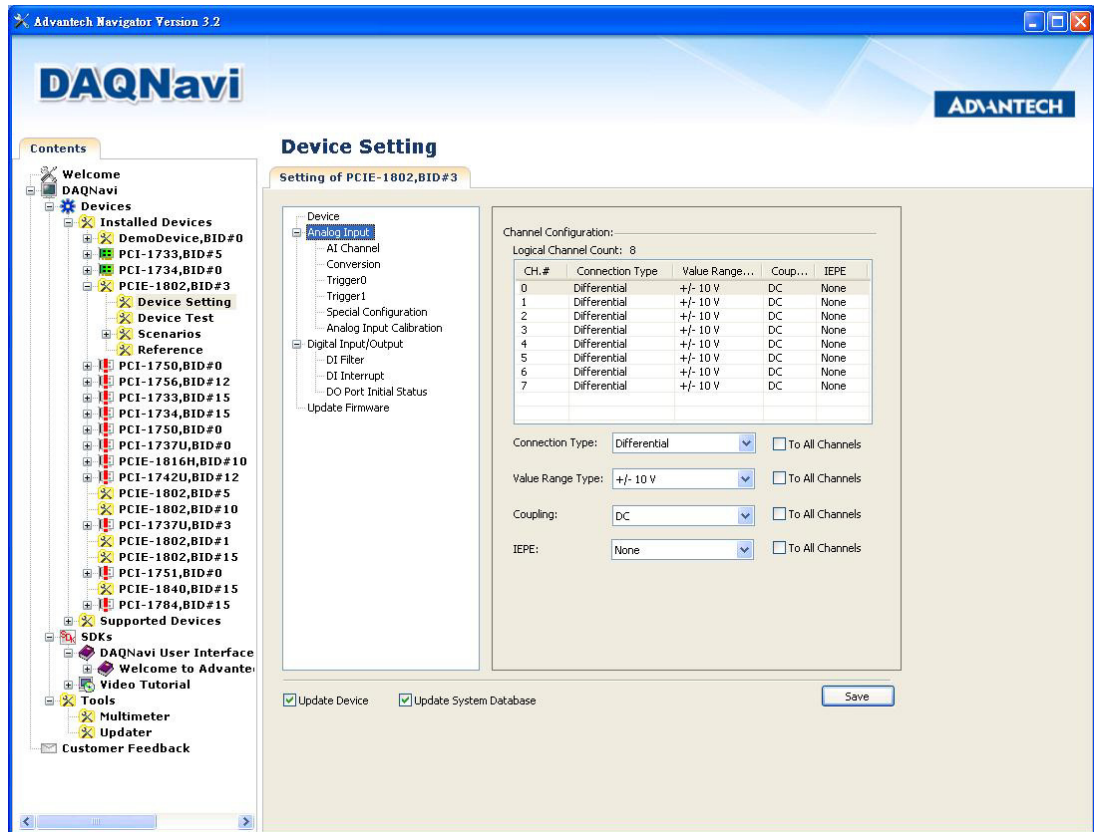 Advantech Navigator Version 3.2
DAQNavi
ADVANTECH
Contents
Welcome
DAQNavi
Devices
Installed Devices
DemoDevice,BID#0
PCI-1733,BID#5
PCI-1734,BID#0
PCIE-1802,BID#3
Device Setting
Device Test
Scenarios
Reference
PCI-1750,BID#0
PCI-1756,BID#12
PCI-1733,BID#15
PCI-1734,BID#15
PCI-1750,BID#0
PCI-1737U,BID#0
PCIE-1816H,BID#10
PCI-1742U,BID#12
PCIE-1802,BID#5
PCIE-1802,BID#10
PCI-1737U,BID#3
PCIE-1802,BID#1
PCIE-1802,BID#15
PCI-1751,BID#0
PCIE-1840,BID#15
PCI-1784,BID#15
Supported Devices
SDKs
DAQNavi User Interface
Welcome to Advante
Video Tutorial
Tools
Multimeter
Updater
Customer Feedback
Device Setting
Setting of PCIE-1802,BID#3
Device
Analog Input
AI Channel
Conversion
Trigger0
Trigger1
Special Configuration
Analog Input Calibration
Digital Input/Output
DI Filter
DI Interrupt
DO Port Initial Status
Update Firmware
Channel Configuration:
Logical Channel Count: 8
CH.# Connection Type Value Range... Coup... IEPE
0 Differential +/- 10 V DC None
1 Differential +/- 10 V DC None
2 Differential +/- 10 V DC None
3 Differential +/- 10 V DC None
4 Differential +/- 10 V DC None
5 Differential +/- 10 V DC None
6 Differential +/- 10 V DC None
7 Differential +/- 10 V DC None
Connection Type: Differential To All Channels
Value Range Type: +/- 10 V To All Channels
Coupling: DC To All Channels
IEPE: None To All Channels
Update Device Update System Database Save